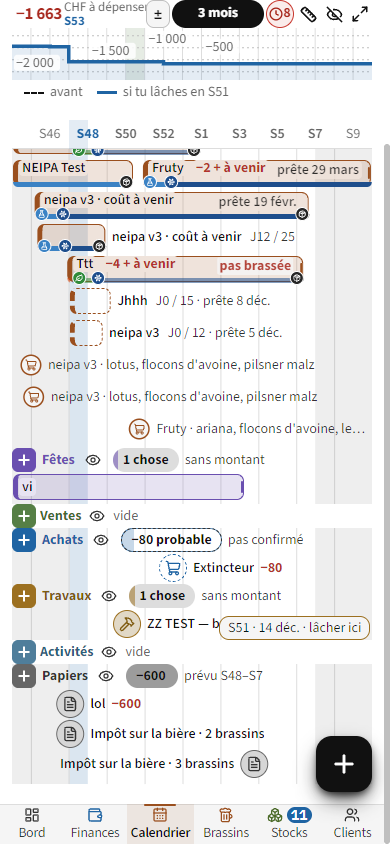 −1 663 CHF à dépenser
S53
± 3 mois 8
−1 000
−1 500 −500
−2 000
avant si tu lâches en S51
S46 S48 S50 S52 S1 S3 S5 S7 S9
NEIPA Test Fruty −2 + à venir prête 29 mars
neipa v3 · coût à venir prête 19 févr.
neipa v3 · coût à venir J12 / 25
Ttt −4 + à venir pas brassée
Jhhh J0 / 15 · prête 8 déc.
neipa v3 J0 / 12 · prête 5 déc.
neipa v3 · lotus, flocons d'avoine, pilsner malz
neipa v3 · lotus, flocons d'avoine, pilsner malz
Fruty · ariana, flocons d'avoine, le…
Fêtes 1 chose sans montant
vi
Ventes vide
Achats −80 probable pas confirmé
Extincteur −80
Travaux 1 chose sans montant
ZZ TEST — b
S51 · 14 déc. · lâcher ici
Activités vide
Papiers −600 prévu S48–S7
lol −600
Impôt sur la bière · 2 brassins
Impôt sur la bière · 3 brassins
+
Bord Finances Calendrier Brassins Stocks 11 Clients